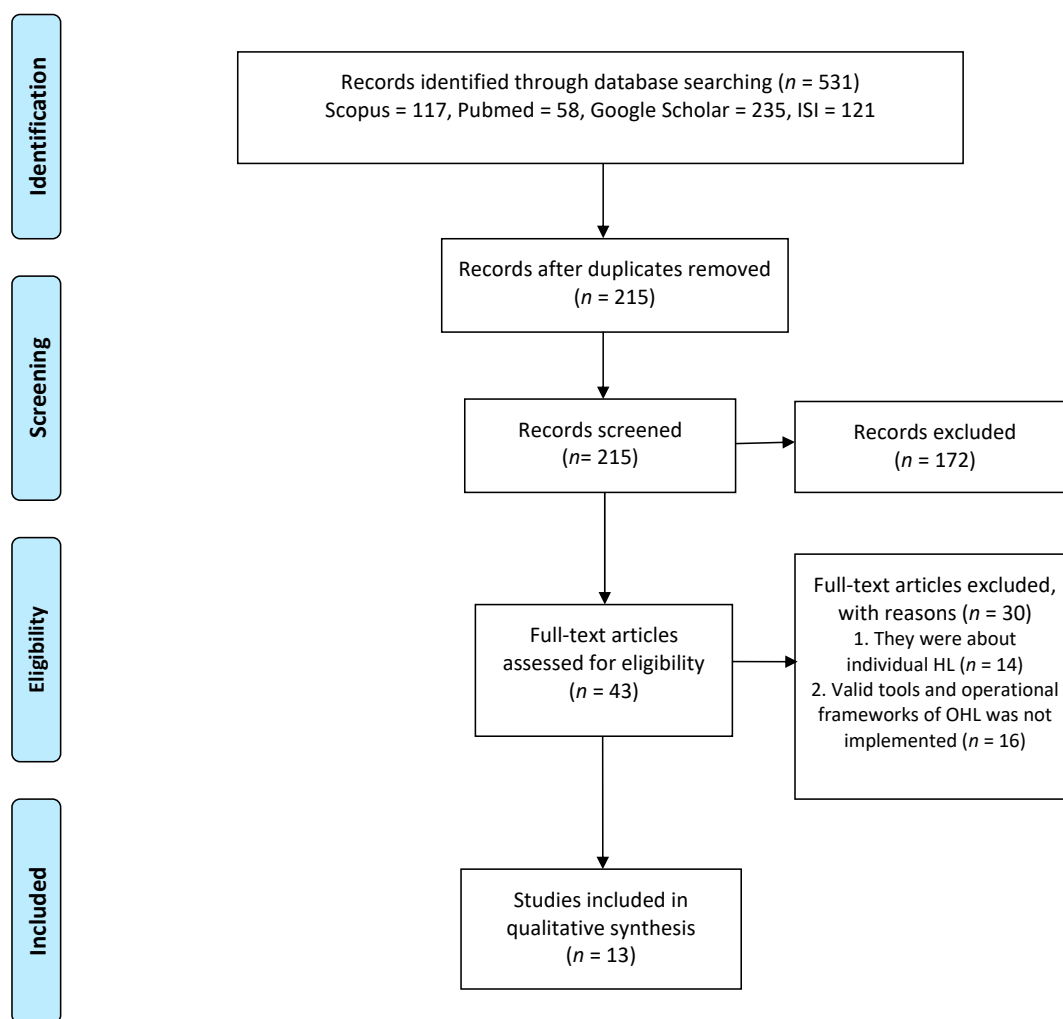 Identification
Records identified through database searching (n = 531)
Scopus = 117, Pubmed = 58, Google Scholar = 235, ISI = 121
Records after duplicates removed
(n = 215)
Screening
Records screened
(n= 215)
Records excluded
(n = 172)
Eligibility
Full-text articles
assessed for eligibility
(n = 43)
Full-text articles excluded,
with reasons (n = 30)
1. They were about
individual HL (n = 14)
2. Valid tools and operational
frameworks of OHL was not
implemented (n = 16)
Included
Studies included in
qualitative synthesis
(n = 13)